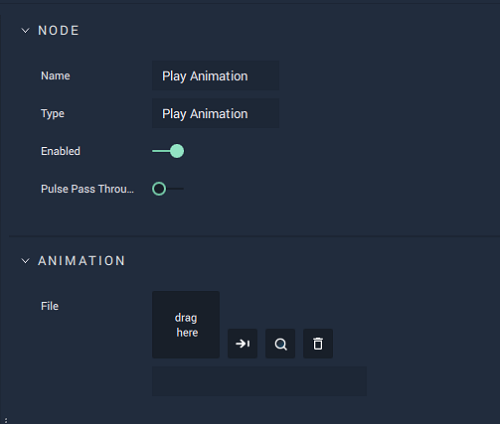 NODE
Name Play Animation
Type Play Animation
Enabled
Pulse Pass Throu...
ANIMATION
File
drag
here